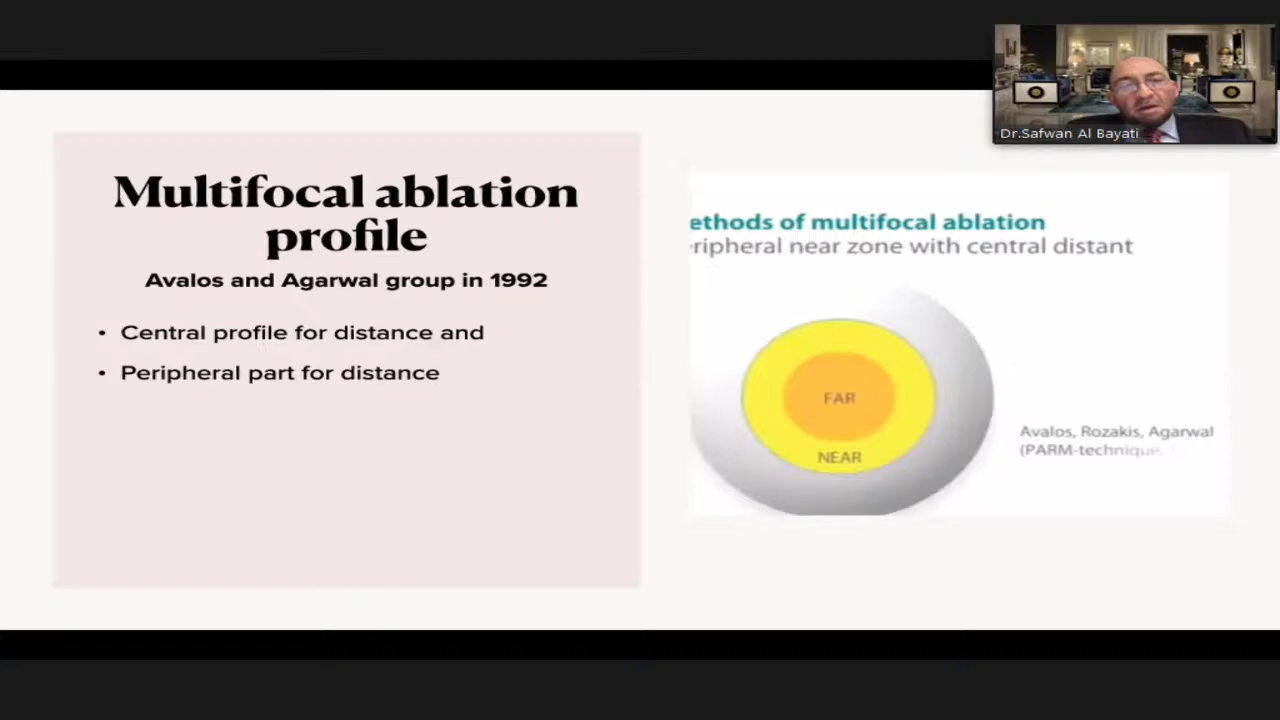 Multifocal ablation
profile
Avalos and Agarwal group in 1992
• Central profile for distance and
• Peripheral part for distance
ethods of multifocal ablation
ripheral near zone with central distant
FAR
NEAR
Avalos, Rozakis, Agarwal
(PARM-technique,
Dr.Safwan Al Bayati